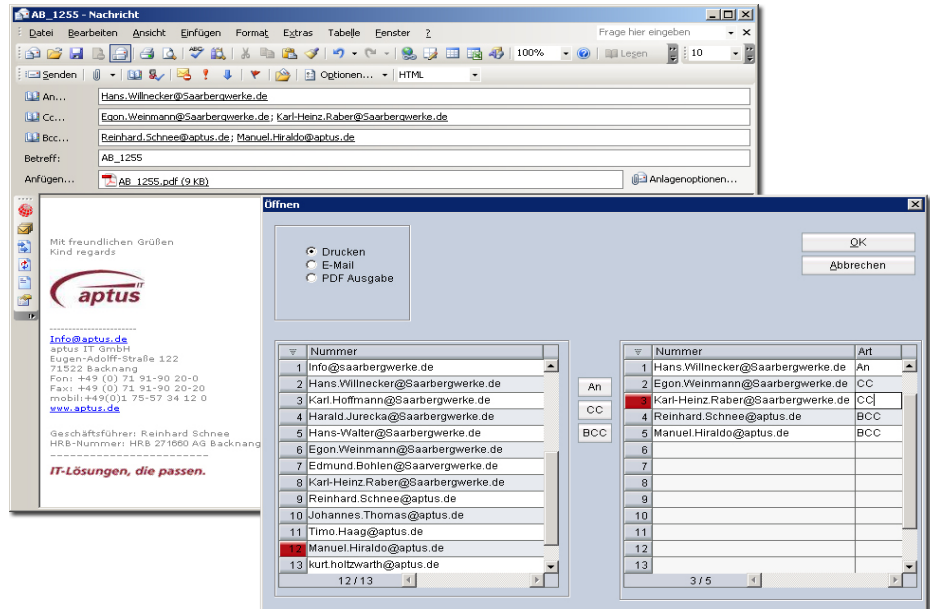 AB_1255 - Nachricht
Datei Bearbeiten Ansicht Einfügen Format Extras Tabelle Fenster ? Frage hier eingeben
100% Lesen 10
Senden Optionen... HTML
An... Hans.Willnecker@Saarbergwerke.de
Cc... Egon.Weinmann@Saarbergwerke.de; Karl-Heinz.Raber@Saarbergwerke.de
Bcc... Reinhard.Schnee@aptus.de; Manuel.Hiraldo@aptus.de
Betreff: AB_1255
Anfügen... AB_1255.pdf (9 KB) Anlagenoptionen...
Mit freundlichen Grüßen
Kind regards
aptus IT
-----------------------
Info@aptus.de
aptus IT GmbH
Eugen-Adolff-Straße 122
71522 Backnang
Fon: +49 (0) 71 91-90 20-0
Fax: +49 (0) 71 91-90 20-20
mobil:+49(0)1 75-57 34 12 0
www.aptus.de
Geschäftsführer: Reinhard Schnee
HRB-Nummer: HRB 271660 AG Backnang
------------------------
IT-Lösungen, die passen.
Öffnen
Drucken
E-Mail
PDF Ausgabe
OK
Abbrechen
Nummer
1 Info@saarbergwerke.de
2 Hans.Willnecker@Saarbergwerke.de
3 Karl.Hoffmann@Saarbergwerke.de
4 Harald.Jurecka@Saarbergwerke.de
5 Hans-Walter@Saarbergwerke.de
6 Egon.Weinmann@Saarbergwerke.de
7 Edmund.Bohlen@Saarvergwerke.de
8 Karl-Heinz.Raber@Saarbergwerke.de
9 Reinhard.Schnee@aptus.de
10 Johannes.Thomas@aptus.de
11 Timo.Haag@aptus.de
12 Manuel.Hiraldo@aptus.de
13 kurt.holtzwarth@aptus.de
12/13
An
CC
BCC
Nummer Art
1 Hans.Willnecker@Saarbergwerke.de An
2 Egon.Weinmann@Saarbergwerke.de CC
3 Karl-Heinz.Raber@Saarbergwerke.de CC
4 Reinhard.Schnee@aptus.de BCC
5 Manuel.Hiraldo@aptus.de BCC
6
7
8
9
10
11
12
13
3/5